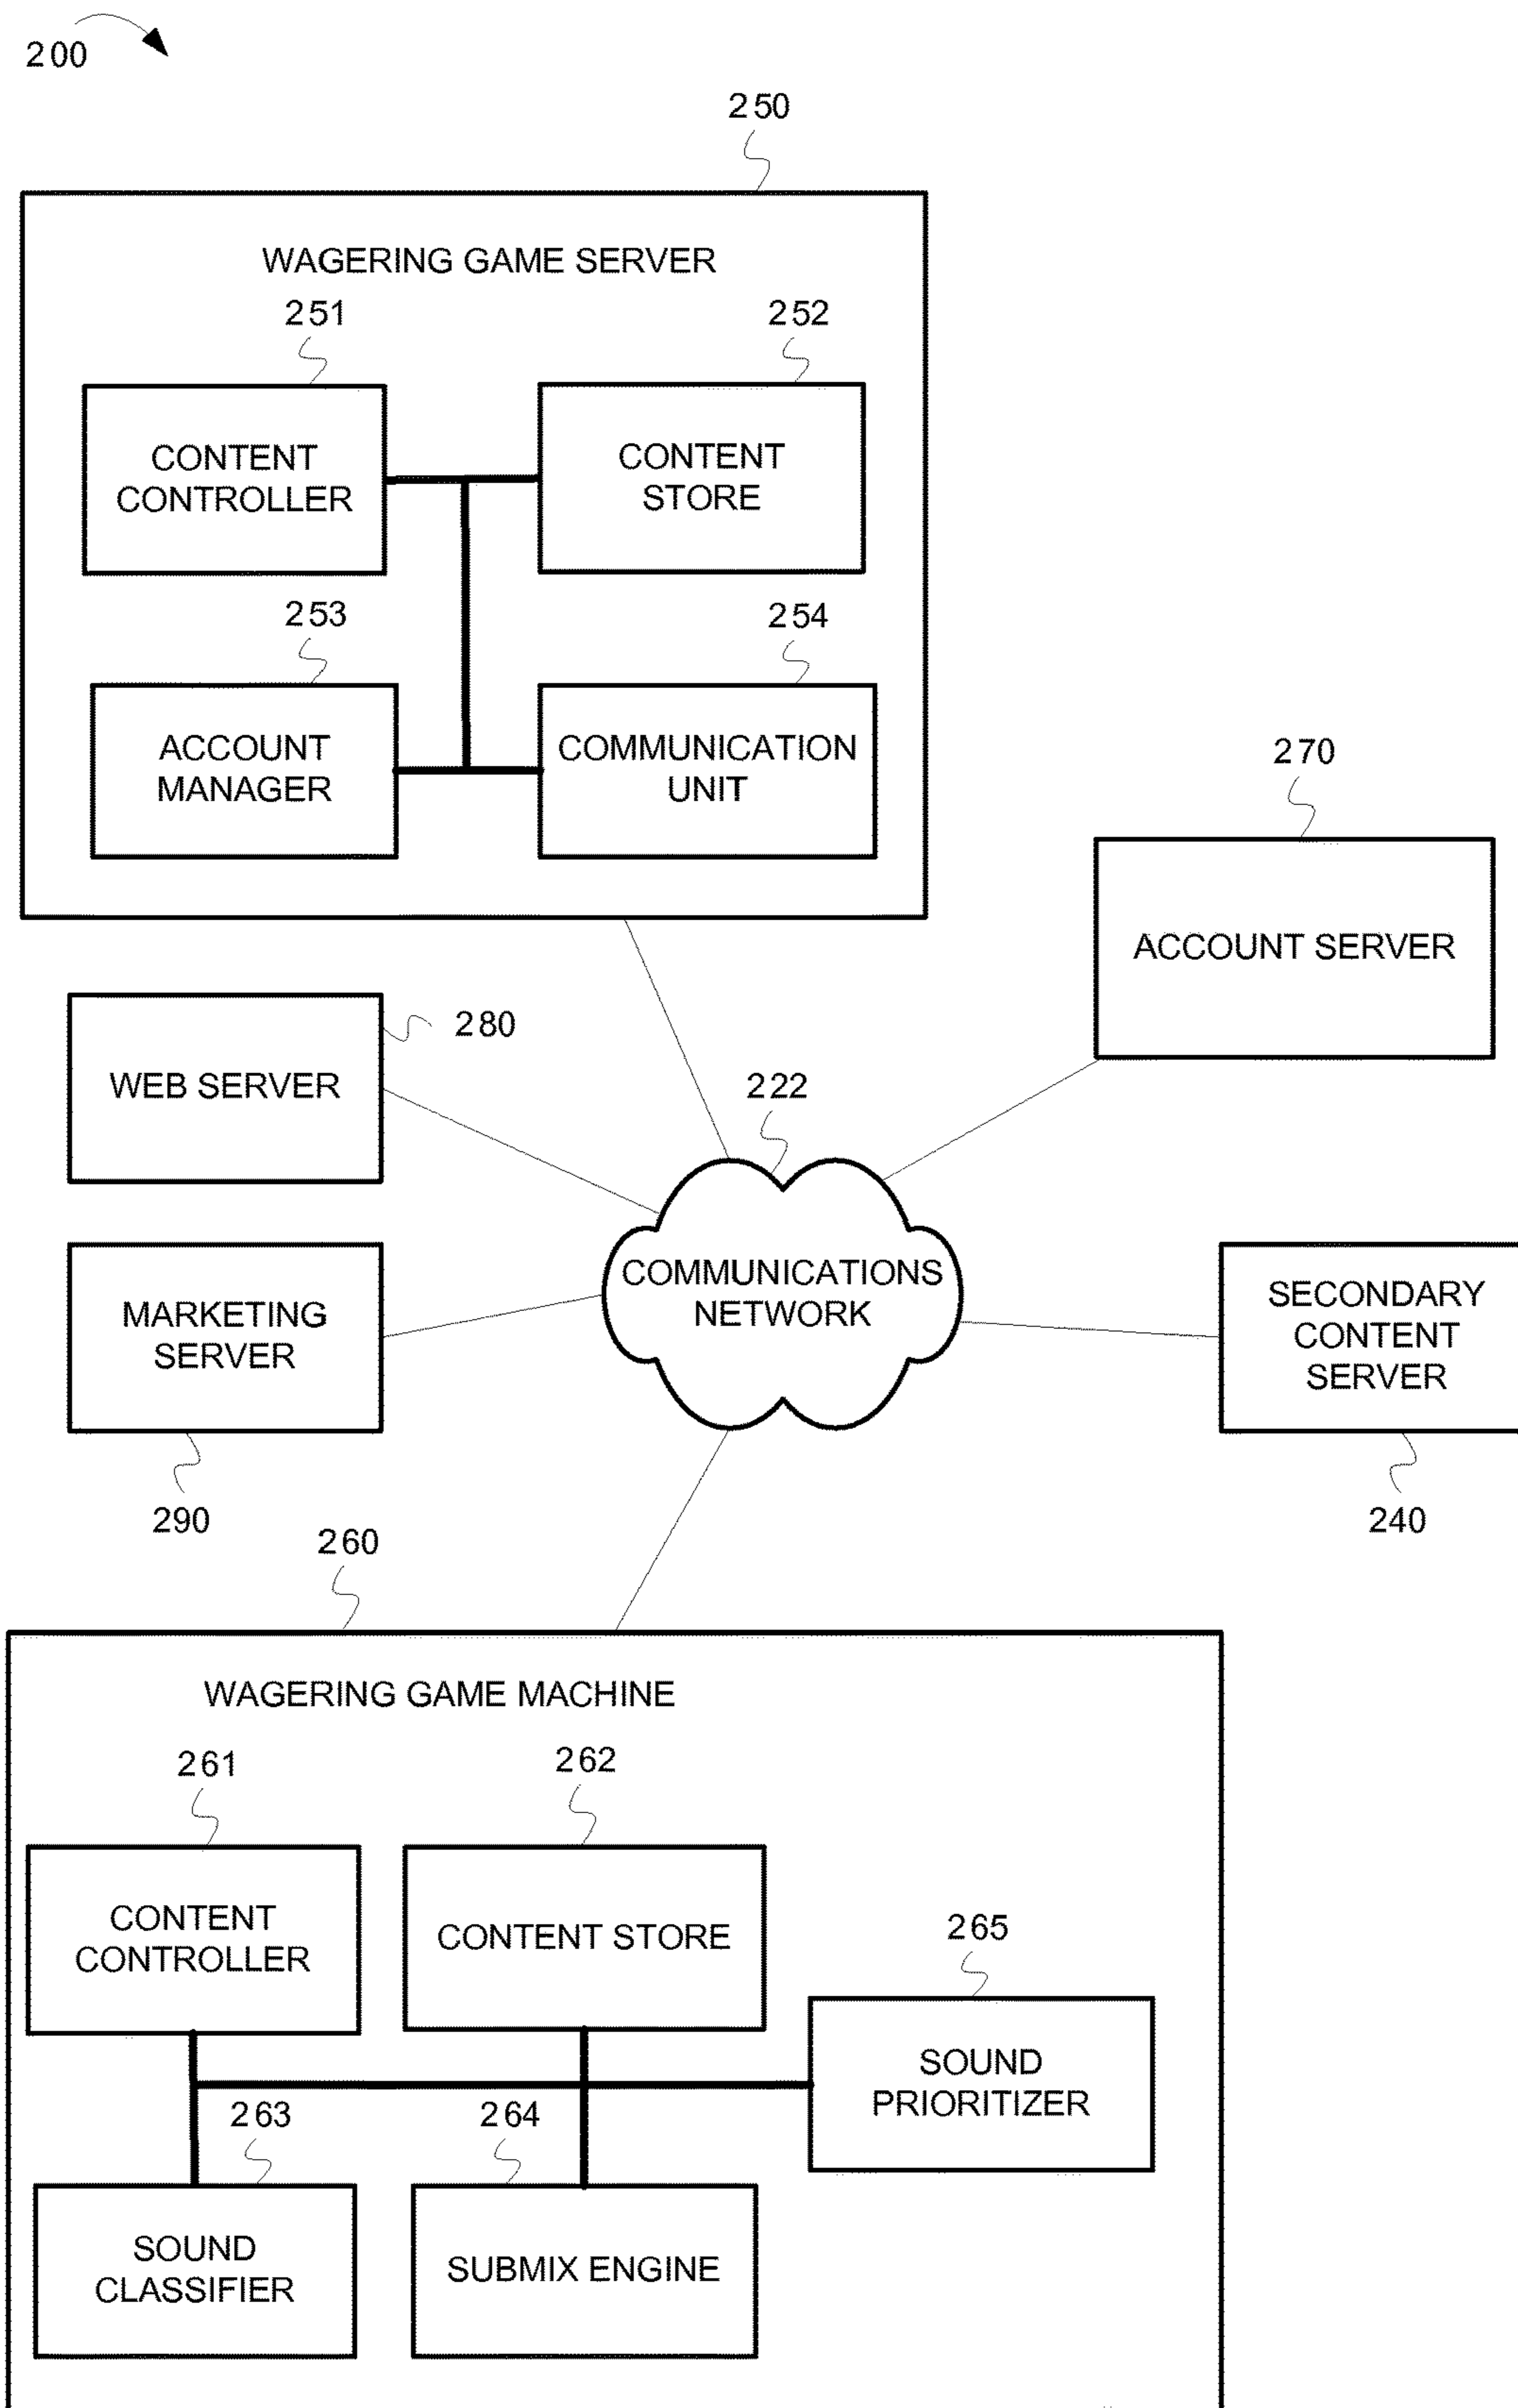 200
250
WAGERING GAME SERVER
251
252
CONTENT
CONTROLLER
CONTENT
STORE
253
254
ACCOUNT
MANAGER
COMMUNICATION
UNIT
270
ACCOUNT SERVER
280
WEB SERVER
222
COMMUNICATIONS
NETWORK
MARKETING
SERVER
290
SECONDARY
CONTENT
SERVER
240
260
WAGERING GAME MACHINE
261
262
CONTENT
CONTROLLER
CONTENT STORE
265
SOUND
PRIORITIZER
263
264
SOUND
CLASSIFIER
SUBMIX ENGINE